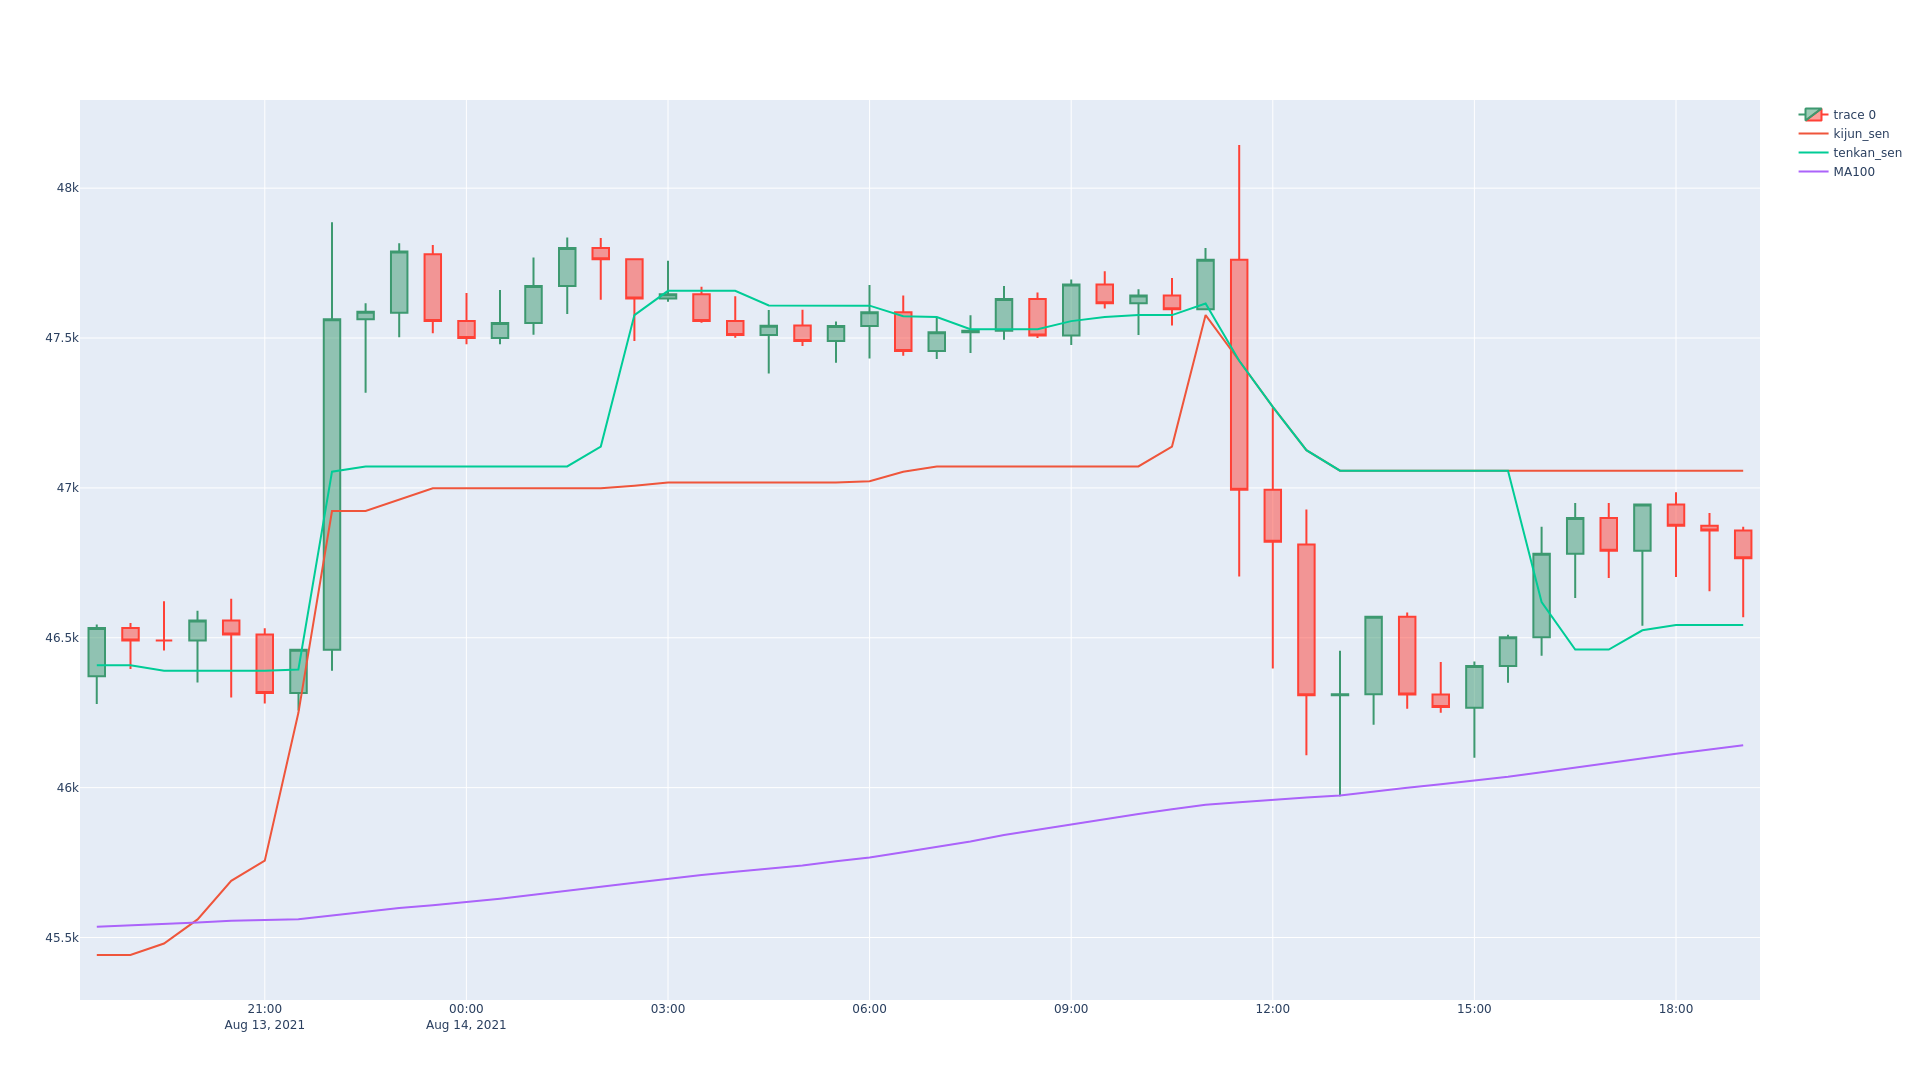 trace 0
kijun_sen
tenkan_sen
MA100
48k
47.5k
47k
46.5k
46k
45.5k
21:00 00:00 03:00 06:00 09:00 12:00 15:00 18:00
Aug 13, 2021 Aug 14, 2021